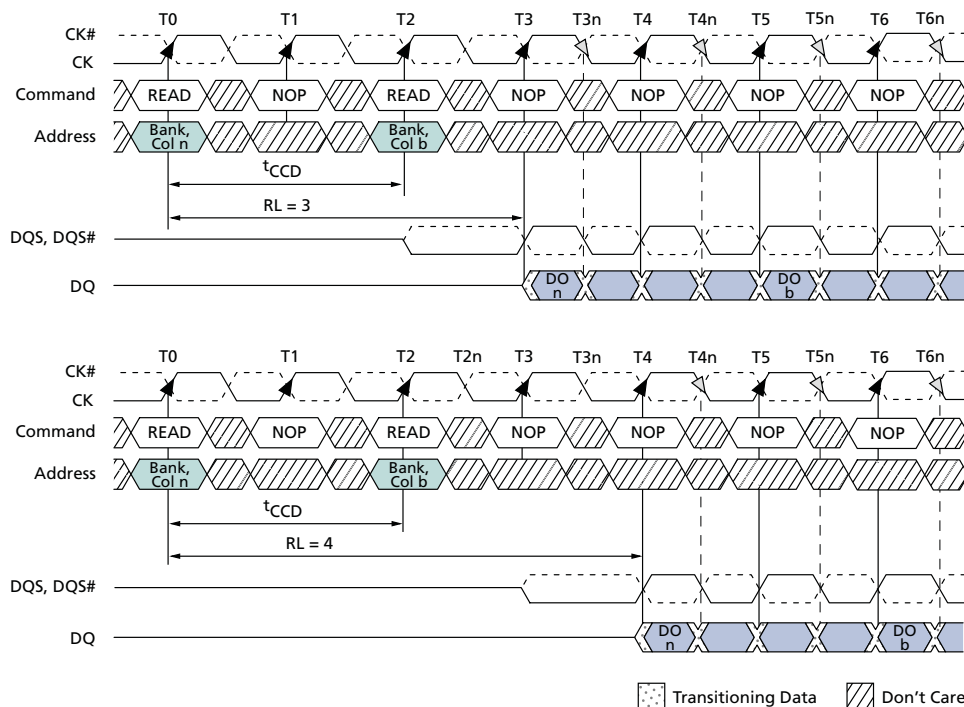 T0 T1 T2 T3 T3n T4 T4n T5 T5n T6 T6n
CK#
CK
Command READ NOP READ NOP NOP NOP NOP
Address Bank, Col n Bank, Col b
tCCD
RL = 3
DQS, DQS#
DQ DO n DO b
T0 T1 T2 T2n T3 T3n T4 T4n T5 T5n T6 T6n
CK#
CK
Command READ NOP READ NOP NOP NOP NOP
Address Bank, Col n Bank, Col b
tCCD
RL = 4
DQS, DQS#
DQ DO n DO b
Transitioning Data Don't Care